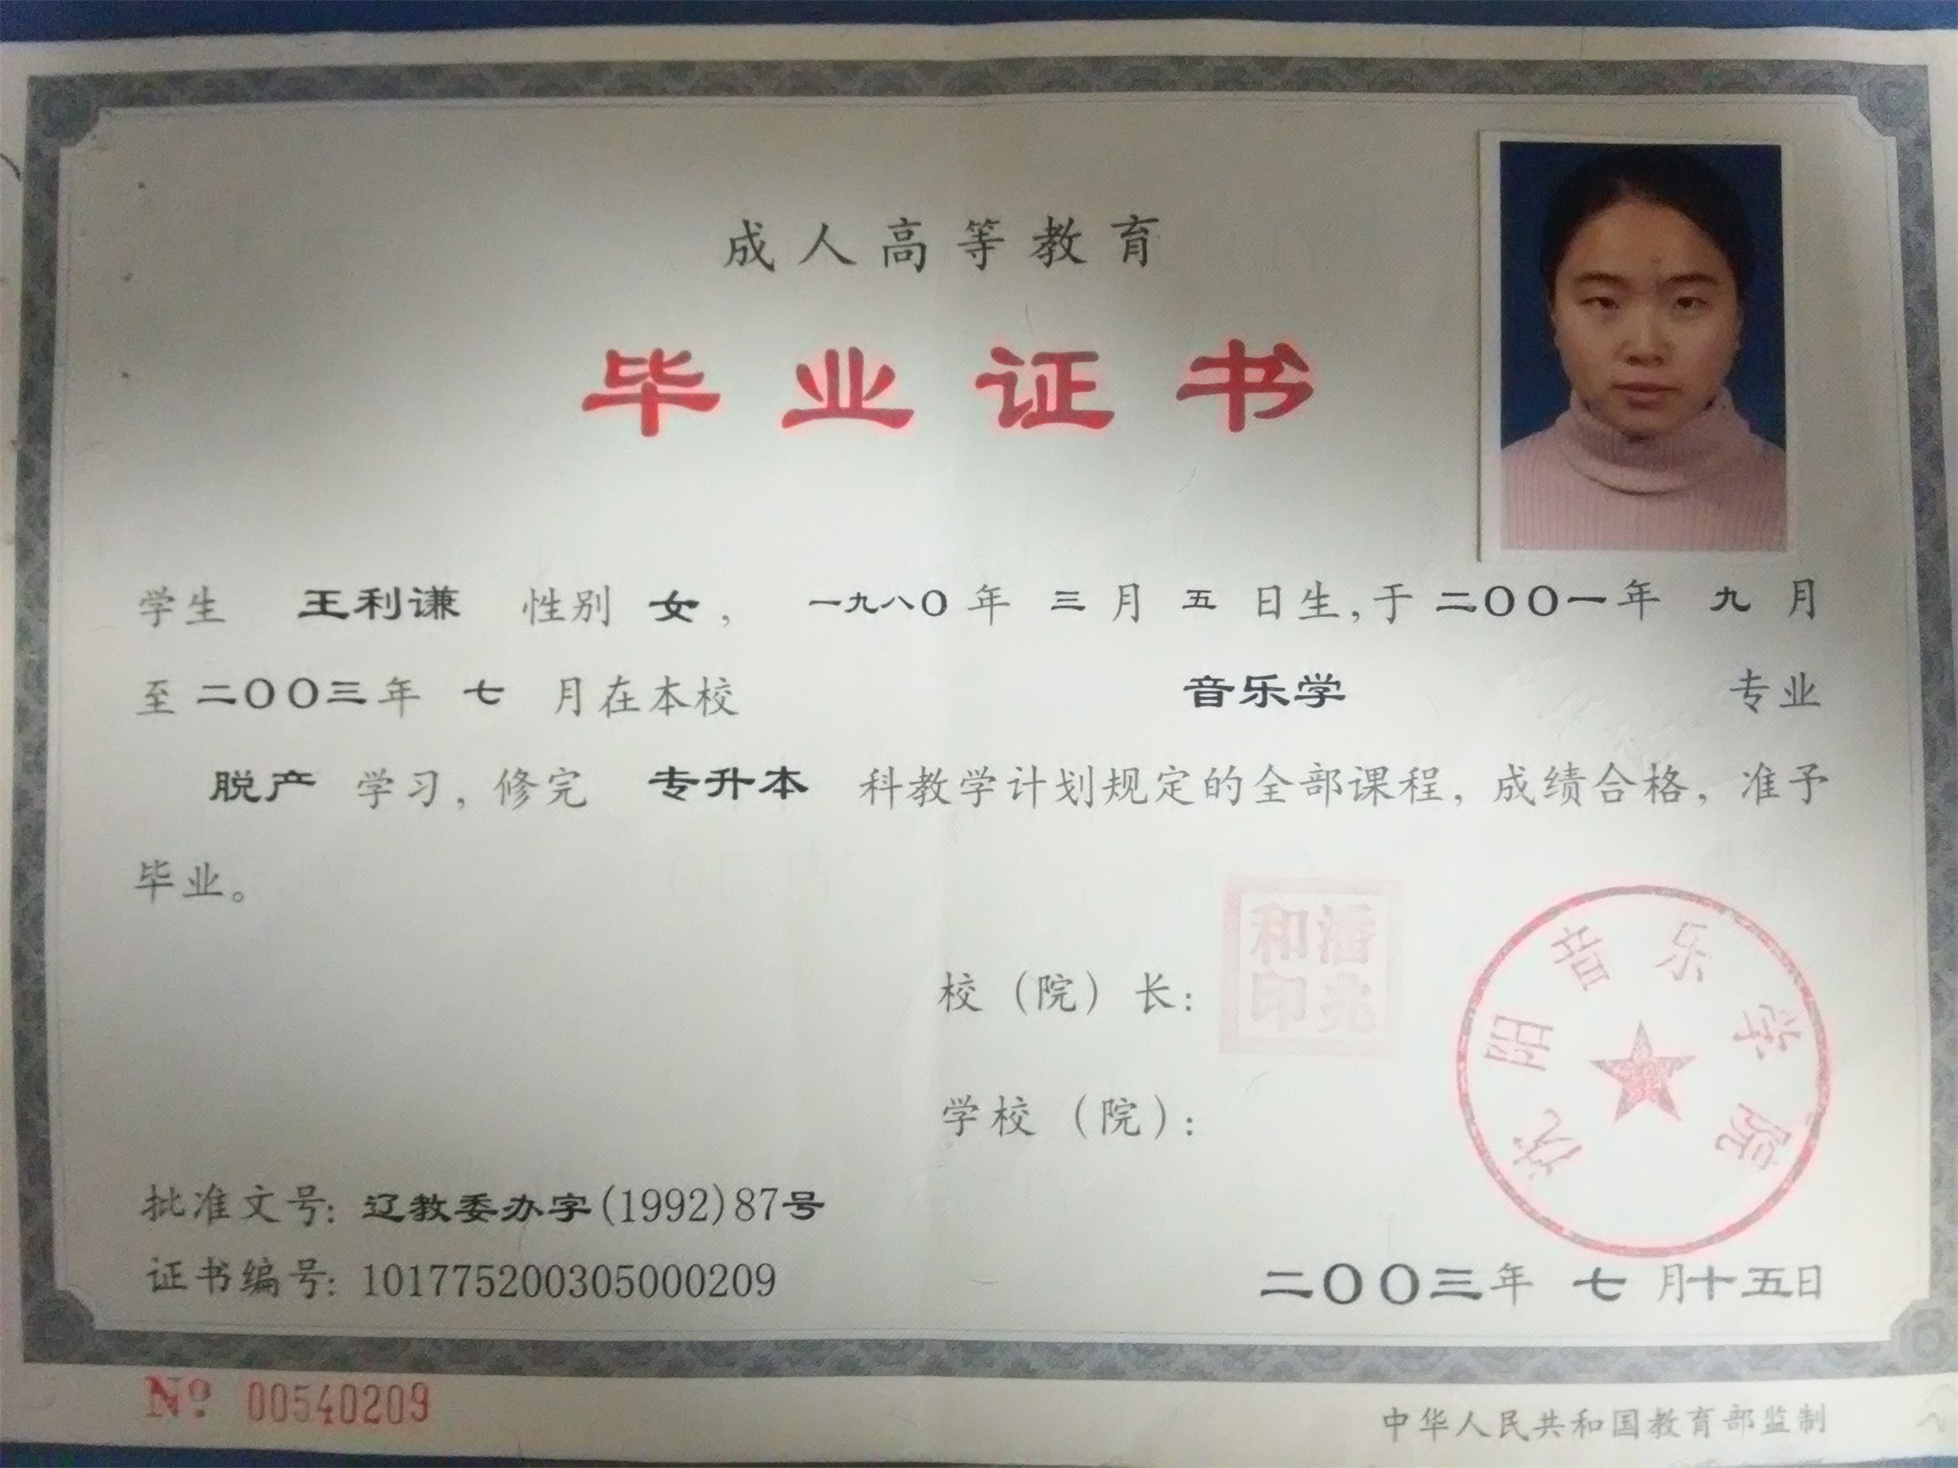 成人高等教育
毕业证书
学生 王利谦 性别 女， 一九八〇年 三月 五 日生，于二〇〇一年 九 月
至二〇〇三年 七 月在本校 音乐学 专业
脱产 学习，修完 专升本 科教学计划规定的全部课程，成绩合格，准予
毕业。
校（院）长：
潘兆
和印
学校（院）：
沈阳音乐学院
批准文号：辽教委办字(1992)87号
证书编号：101775200305000209
二〇〇三年 七 月十五日
№ 00540209
中华人民共和国教育部监制